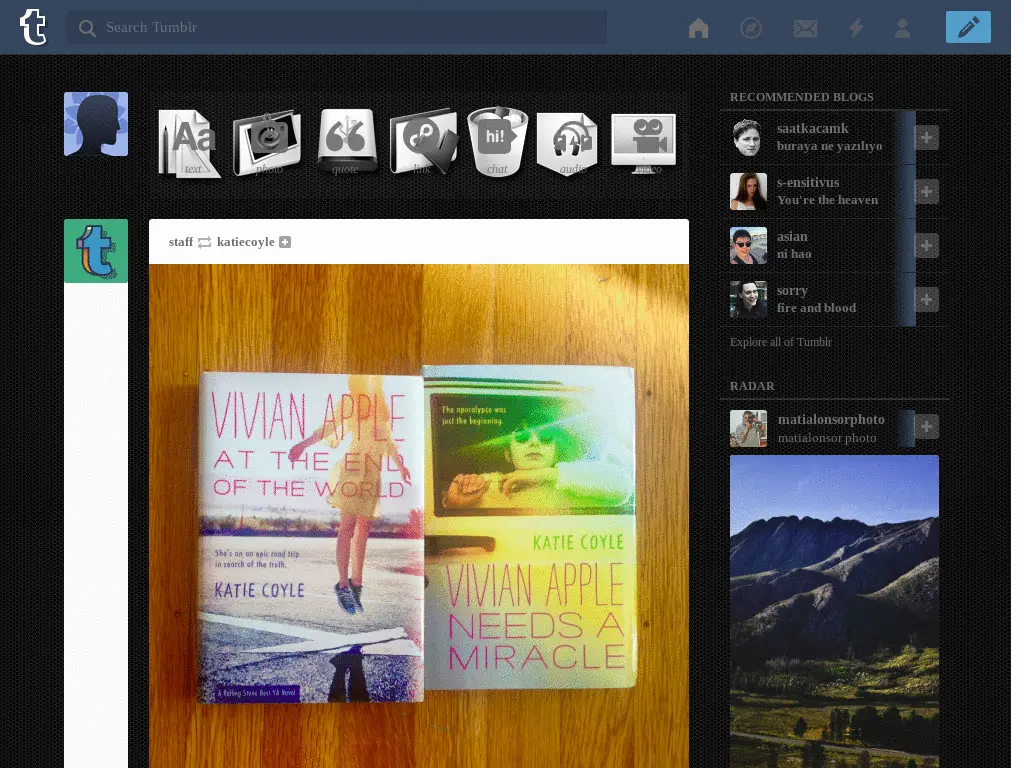 t
Search Tumblr
Aa
text
photo
quote
link
hi!
chat
audio
video
t
staff katiecoyle
VIVIAN APPLE
AT THE END
OF THE WORLD
She's on an epic road trip
in search of the truth.
KATIE COYLE
A Rolling Stone Best YA Novel
The apocalypse was
just the beginning.
KATIE COYLE
VIVIAN APPLE
NEEDS A
MIRACLE
RECOMMENDED BLOGS
saatkacamk
buraya ne yazılıyo
s-ensitivus
You're the heaven
asian
ni hao
sorry
fire and blood
Explore all of Tumblr
RADAR
matialonsorphoto
matialonsor photo